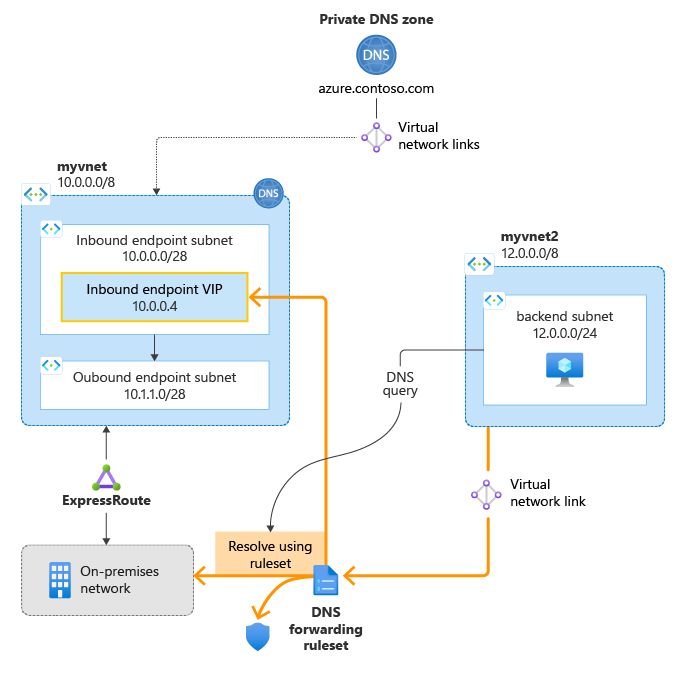 Private DNS zone
DNS
azure.contoso.com
Virtual
network links
myvnet
10.0.0.0/8
DNS
Inbound endpoint subnet
10.0.0.0/28
Inbound endpoint VIP
10.0.0.4
Oubound endpoint subnet
10.1.1.0/28
myvnet2
12.0.0.0/8
backend subnet
12.0.0.0/24
DNS
query
Virtual
network link
ExpressRoute
On-premises
network
Resolve using
ruleset
DNS
forwarding
ruleset